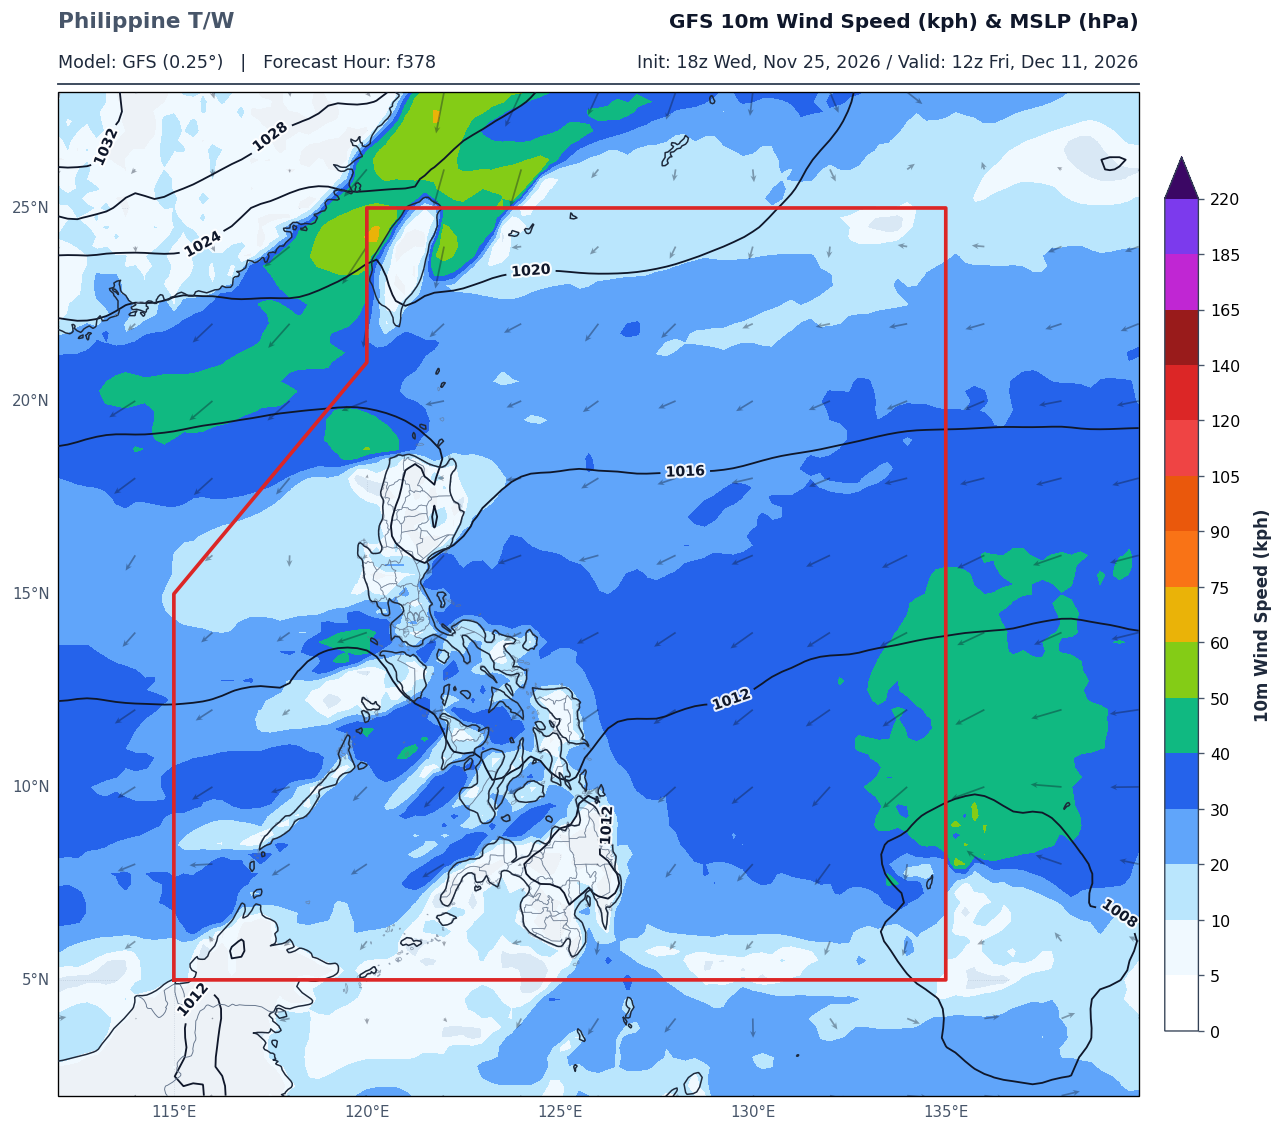 Philippine T/W
GFS 10m Wind Speed (kph) & MSLP (hPa)
Model: GFS (0.25°) | Forecast Hour: f378
Init: 18z Wed, Nov 25, 2026 / Valid: 12z Fri, Dec 11, 2026
1032
1028
1024
1020
1016
1012
1012
1012
1008
25°N
20°N
15°N
10°N
5°N
115°E
120°E
125°E
130°E
135°E
220
185
165
140
120
105
90
75
60
50
40
30
20
10
5
0
10m Wind Speed (kph)